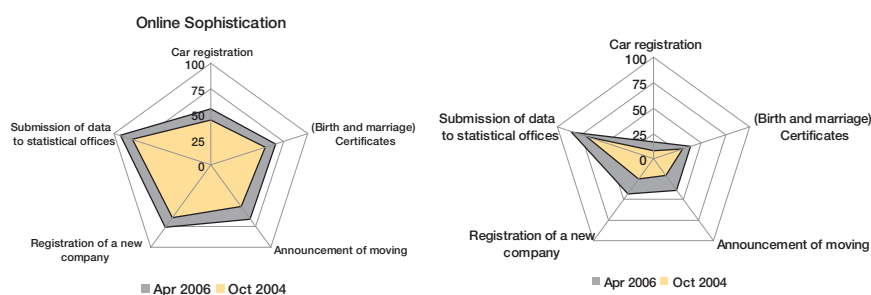 Online Sophistication
Car registration
100
75
50
25
0
Submission of data
to statistical offices
(Birth and marriage)
Certificates
Registration of a new
company
Announcement of moving
Apr 2006 Oct 2004
Car registration
100
75
50
25
0
Submission of data
to statistical offices
(Birth and marriage)
Certificates
Registration of a new
company
Announcement of moving
Apr 2006 Oct 2004